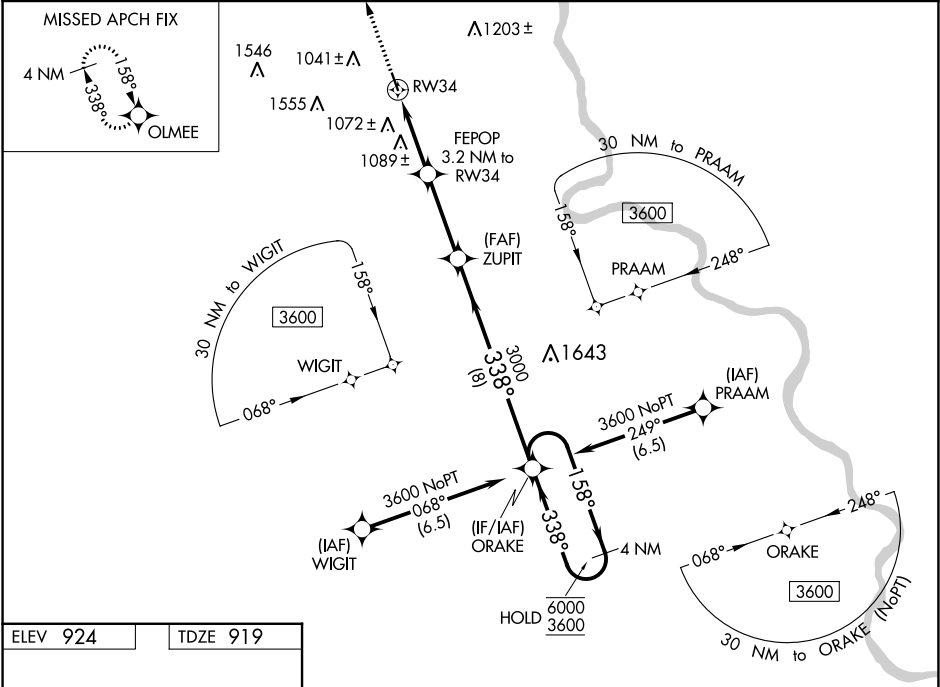 MISSED APCH FIX
4 NM
158°
338°
OLMEE
1546
1041±
1203±
RW34
1555
1072±
1089±
FEPOP
3.2 NM to
RW34
30 NM to PRAAM
158°
3600
248°
PRAAM
(FAF)
ZUPIT
30 NM to WIGIT
158°
3600
WIGIT
068°
3000
338°
(8)
1643
(IAF)
PRAAM
3600 NoPT
249°
(6.5)
3600 NoPT
068°
(6.5)
(IAF)
WIGIT
(IF/IAF)
ORAKE
158°
338°
4 NM
HOLD
6000
3600
248°
068°
ORAKE
3600
30 NM to ORAKE (NoPT)
ELEV 924
TDZE 919